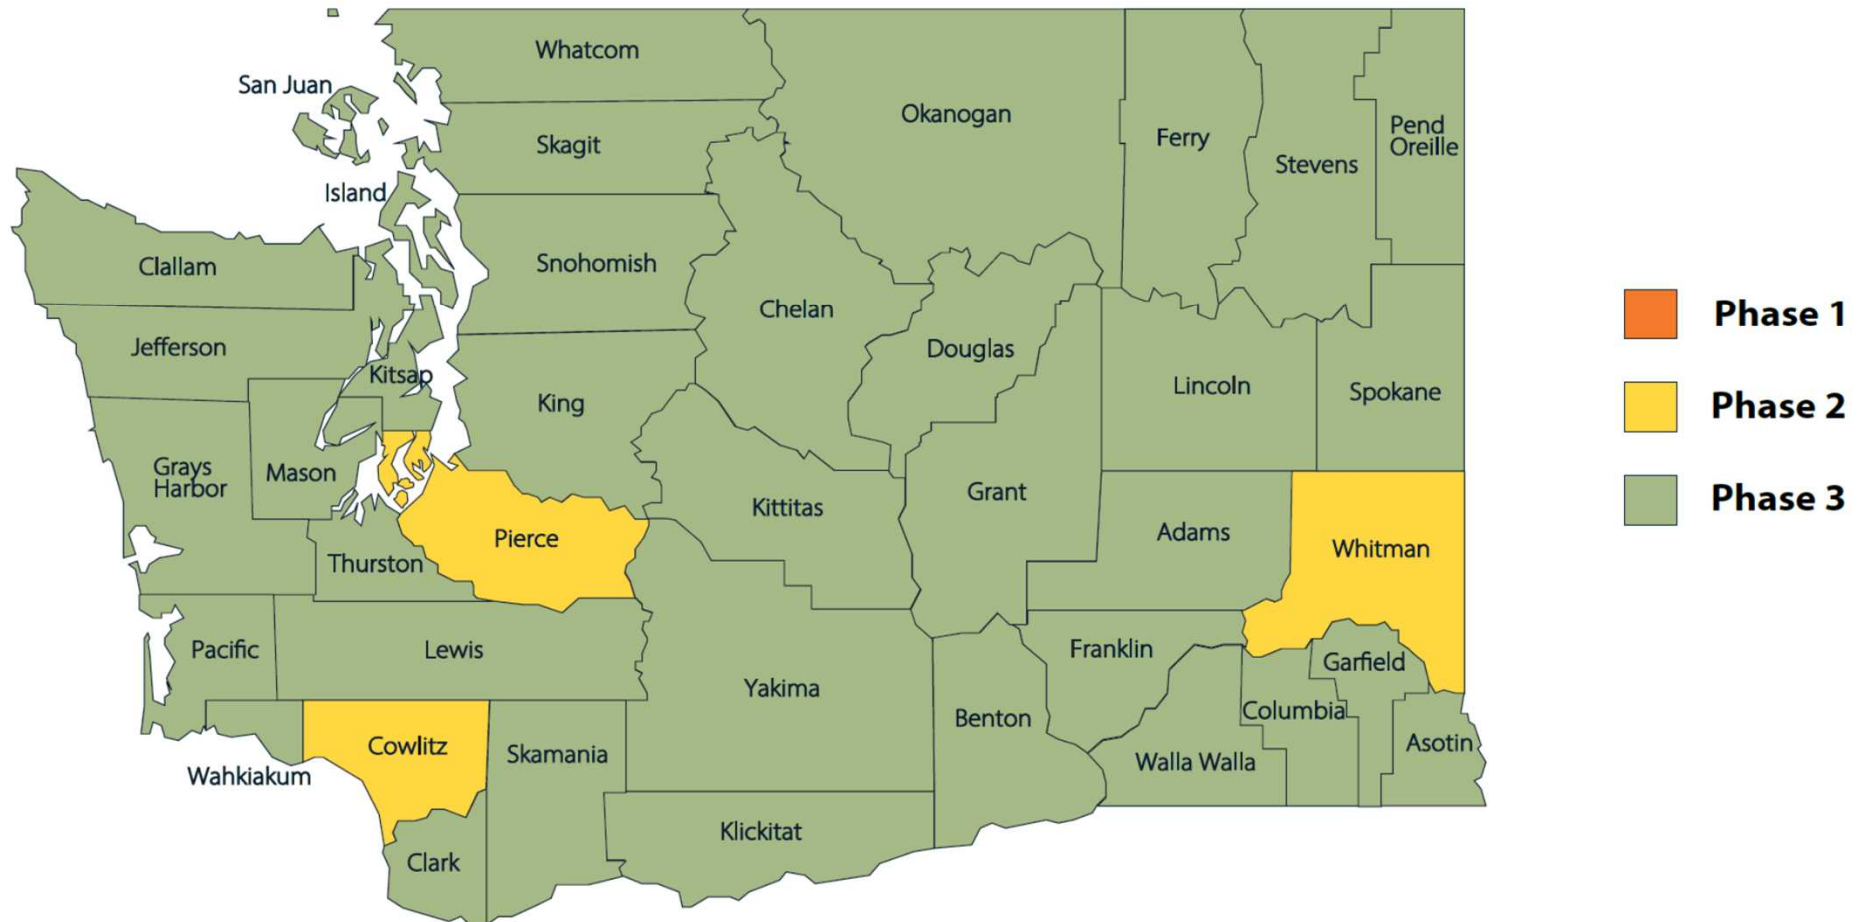 Whatcom
San Juan
Okanogan
Skagit
Ferry
Pend
Oreille
Stevens
Island
Clallam
Snohomish
Chelan
Jefferson
Douglas
Kitsap
Lincoln
Spokane
King
Grays
Harbor
Mason
Kittitas
Grant
Pierce
Adams
Whitman
Thurston
Pacific
Lewis
Franklin
Garfield
Yakima
Columbia
Benton
Cowlitz
Skamania
Asotin
Wahkiakum
Walla Walla
Klickitat
Clark
Phase 1
Phase 2
Phase 3